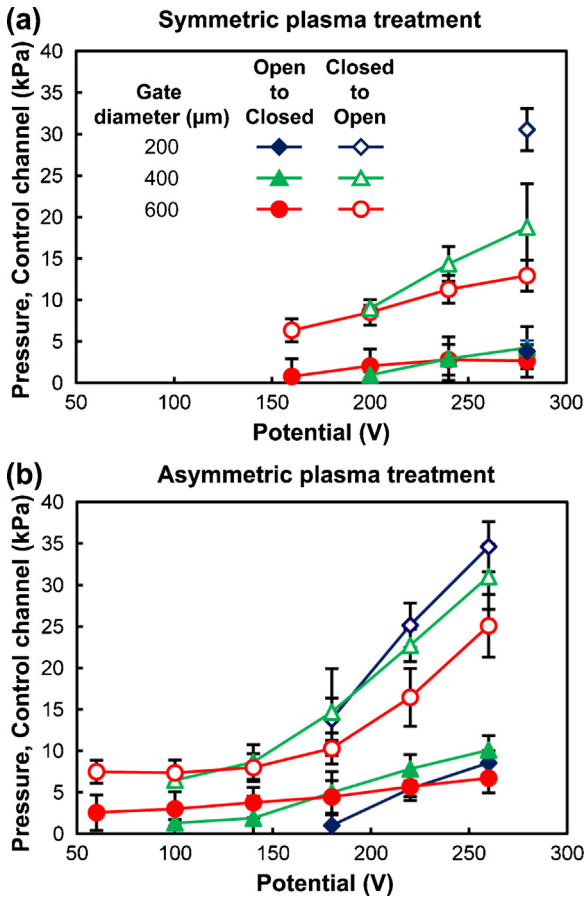 (a) Symmetric plasma treatment
Pressure, Control channel (kPa)
40
35
30
25
20
15
10
5
0
Gate diameter (μm)
Open to Closed
Closed to Open
200
400
600
50 100 150 200 250 300
Potential (V)
(b) Asymmetric plasma treatment
Pressure, Control channel (kPa)
40
35
30
25
20
15
10
5
0
50 100 150 200 250 300
Potential (V)